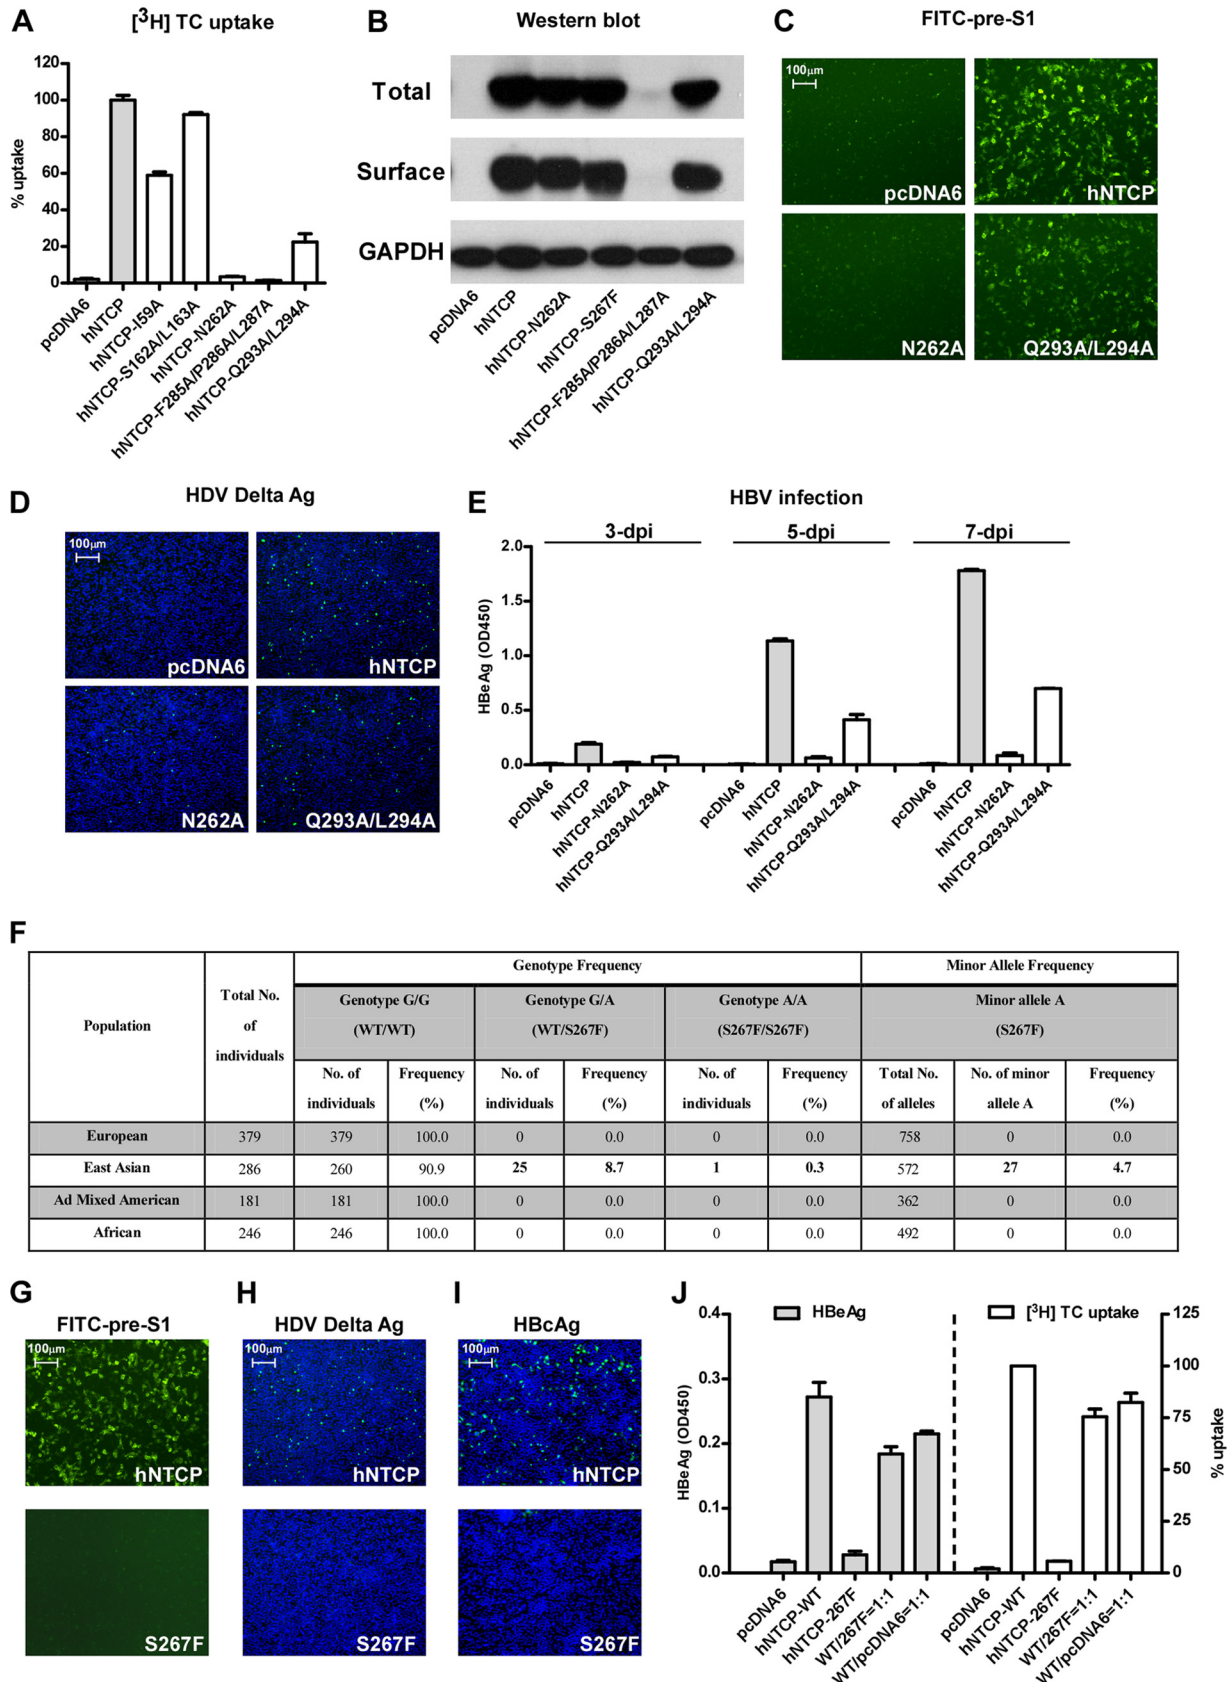 A
[³H] TC uptake
% uptake
120
100
80
60
40
20
0
pcDNA6
hNTCP
hNTCP-I59A
hNTCP-S162A/L163A
hNTCP-N262A
hNTCP-F285A/P286A/L287A
hNTCP-Q293A/L294A
B
Western blot
Total
Surface
GAPDH
pcDNA6
hNTCP
hNTCP-N262A
hNTCP-S267F
hNTCP-F285A/P286A/L287A
hNTCP-Q293A/L294A
C
FITC-pre-S1
100μm
pcDNA6
hNTCP
N262A
Q293A/L294A
D
HDV Delta Ag
100μm
pcDNA6
hNTCP
N262A
Q293A/L294A
E
HBV infection
3-dpi 5-dpi 7-dpi
HBeAg (OD450)
2.0
1.5
1.0
0.5
0.0
pcDNA6
hNTCP
hNTCP-N262A
hNTCP-Q293A/L294A
pcDNA6
hNTCP
hNTCP-N262A
hNTCP-Q293A/L294A
pcDNA6
hNTCP
hNTCP-N262A
hNTCP-Q293A/L294A
F
Population
Total No.
of
individuals
Genotype Frequency
Minor Allele Frequency
Genotype G/G
(WT/WT)
Genotype G/A
(WT/S267F)
Genotype A/A
(S267F/S267F)
Minor allele A
(S267F)
No. of
individuals
Frequency
(%)
No. of
individuals
Frequency
(%)
No. of
individuals
Frequency
(%)
Total No.
of alleles
No. of minor
allele A
Frequency
(%)
European 379 379 100.0 0 0.0 0 0.0 758 0 0.0
East Asian 286 260 90.9 25 8.7 1 0.3 572 27 4.7
Ad Mixed American 181 181 100.0 0 0.0 0 0.0 362 0 0.0
African 246 246 100.0 0 0.0 0 0.0 492 0 0.0
G
FITC-pre-S1
100μm
hNTCP
S267F
H
HDV Delta Ag
100μm
hNTCP
S267F
I
HBcAg
100μm
hNTCP
S267F
J
HBeAg
[³H] TC uptake
HBeAg (OD450)
0.4
0.3
0.2
0.1
0.0
125
100
75
50
25
0
% uptake
pcDNA6
hNTCP-WT
hNTCP-267F
WT/267F=1:1
WT/pcDNA6=1:1
pcDNA6
hNTCP-WT
hNTCP-267F
WT/267F=1:1
WT/pcDNA6=1:1